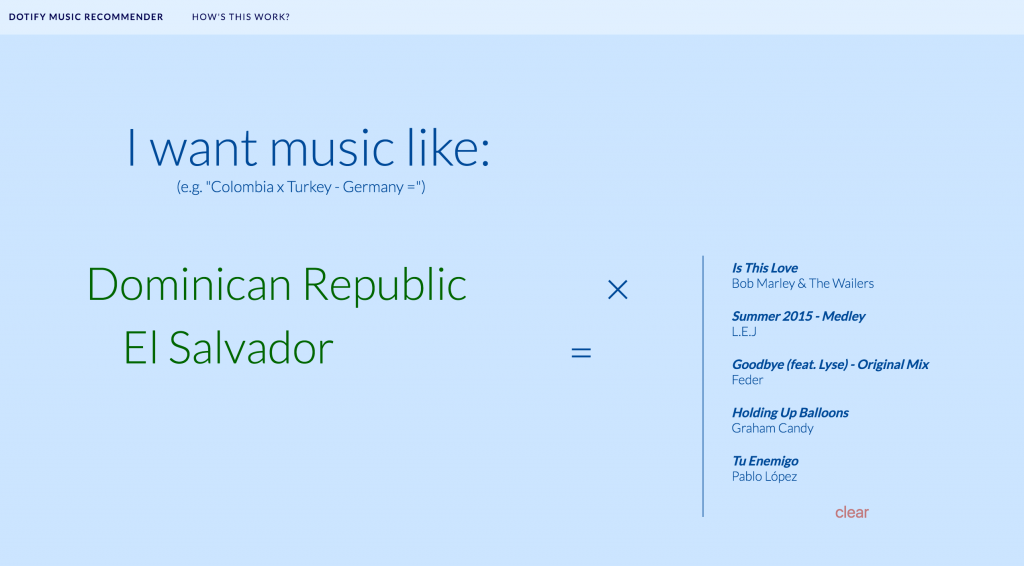 DOTIFY MUSIC RECOMMENDER HOW'S THIS WORK?
I want music like:
(e.g. "Colombia x Turkey - Germany =")
Dominican Republic ×
El Salvador =
Is This Love
Bob Marley & The Wailers
Summer 2015 - Medley
L.E.J
Goodbye (feat. Lyse) - Original Mix
Feder
Holding Up Balloons
Graham Candy
Tu Enemigo
Pablo López
clear